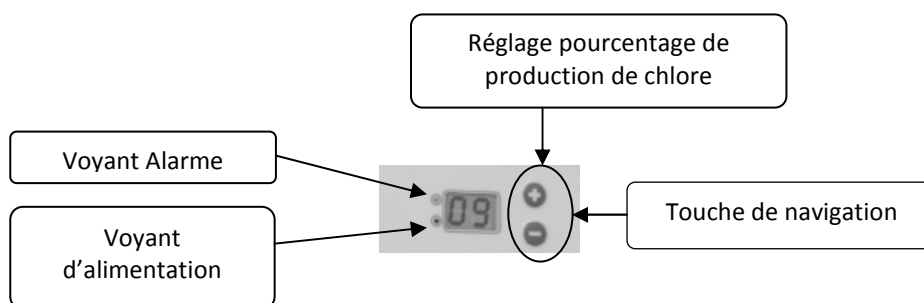 Réglage pourcentage de
production de chlore
Voyant Alarme
09
Touche de navigation
Voyant
d’alimentation